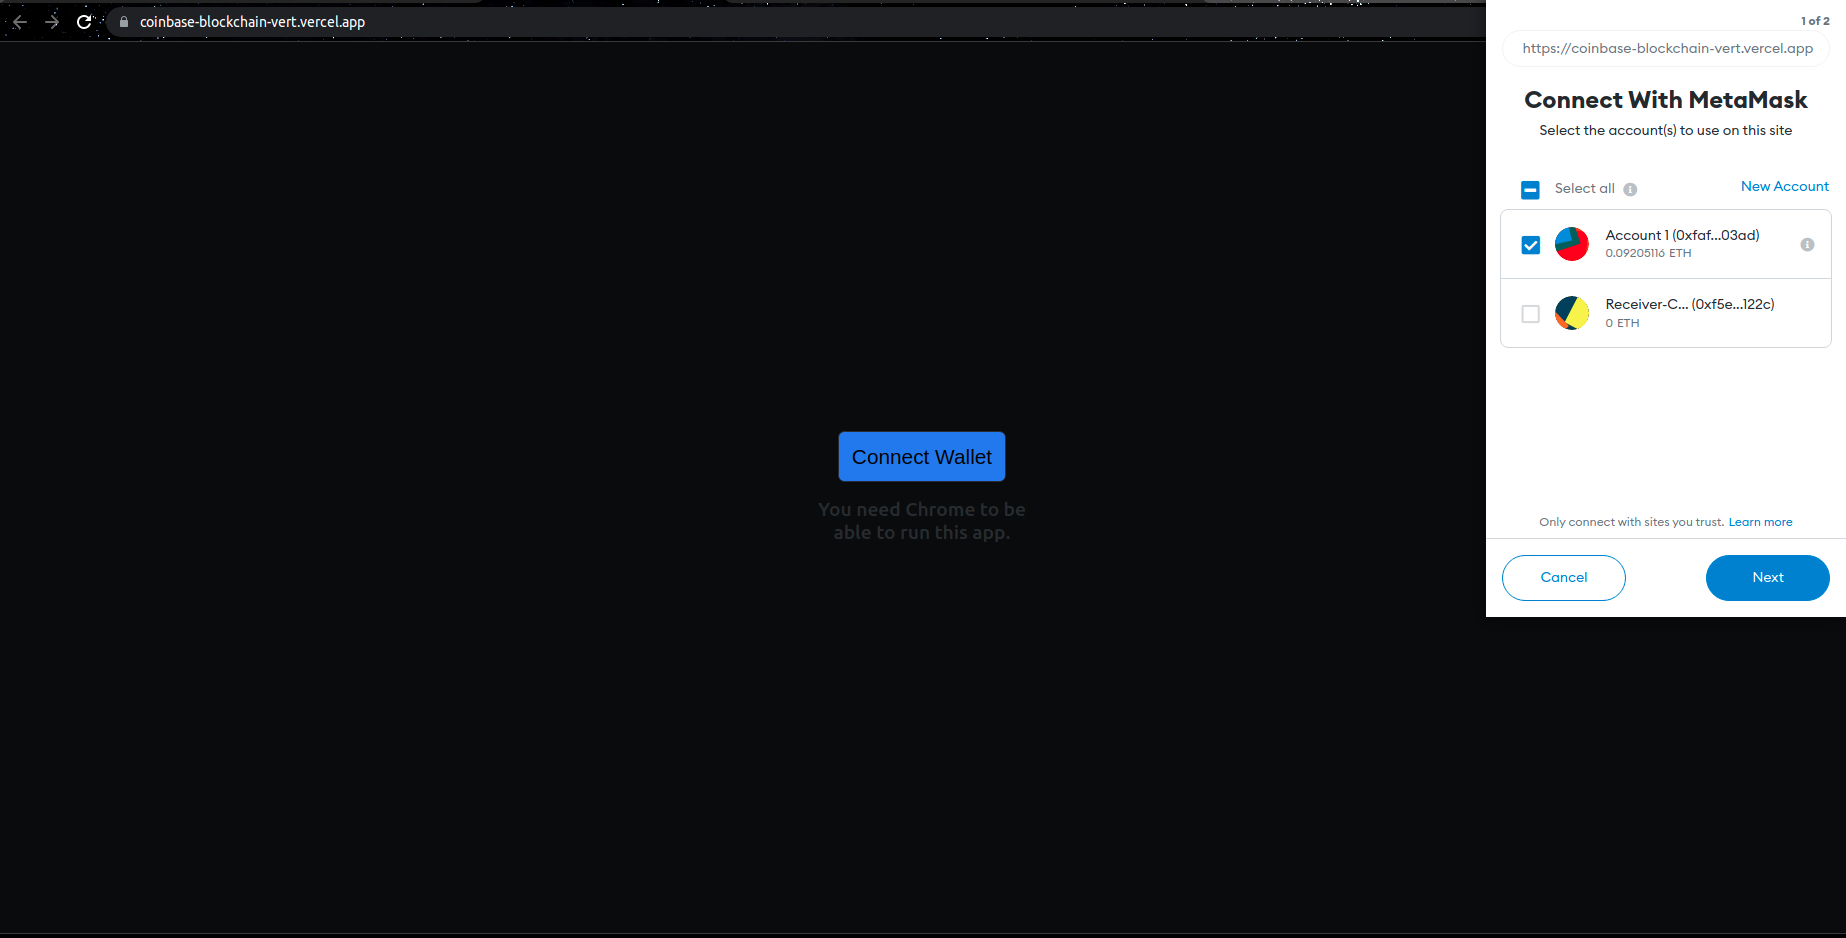 coinbase-blockchain-vert.vercel.app
Connect Wallet
You need Chrome to be
able to run this app.
1 of 2
https://coinbase-blockchain-vert.vercel.app
Connect With MetaMask
Select the account(s) to use on this site
Select all
New Account
Account 1 (0xfaf...03ad)
0.09205116 ETH
Receiver-C... (0xf5e...122c)
0 ETH
Only connect with sites you trust. Learn more
Cancel
Next